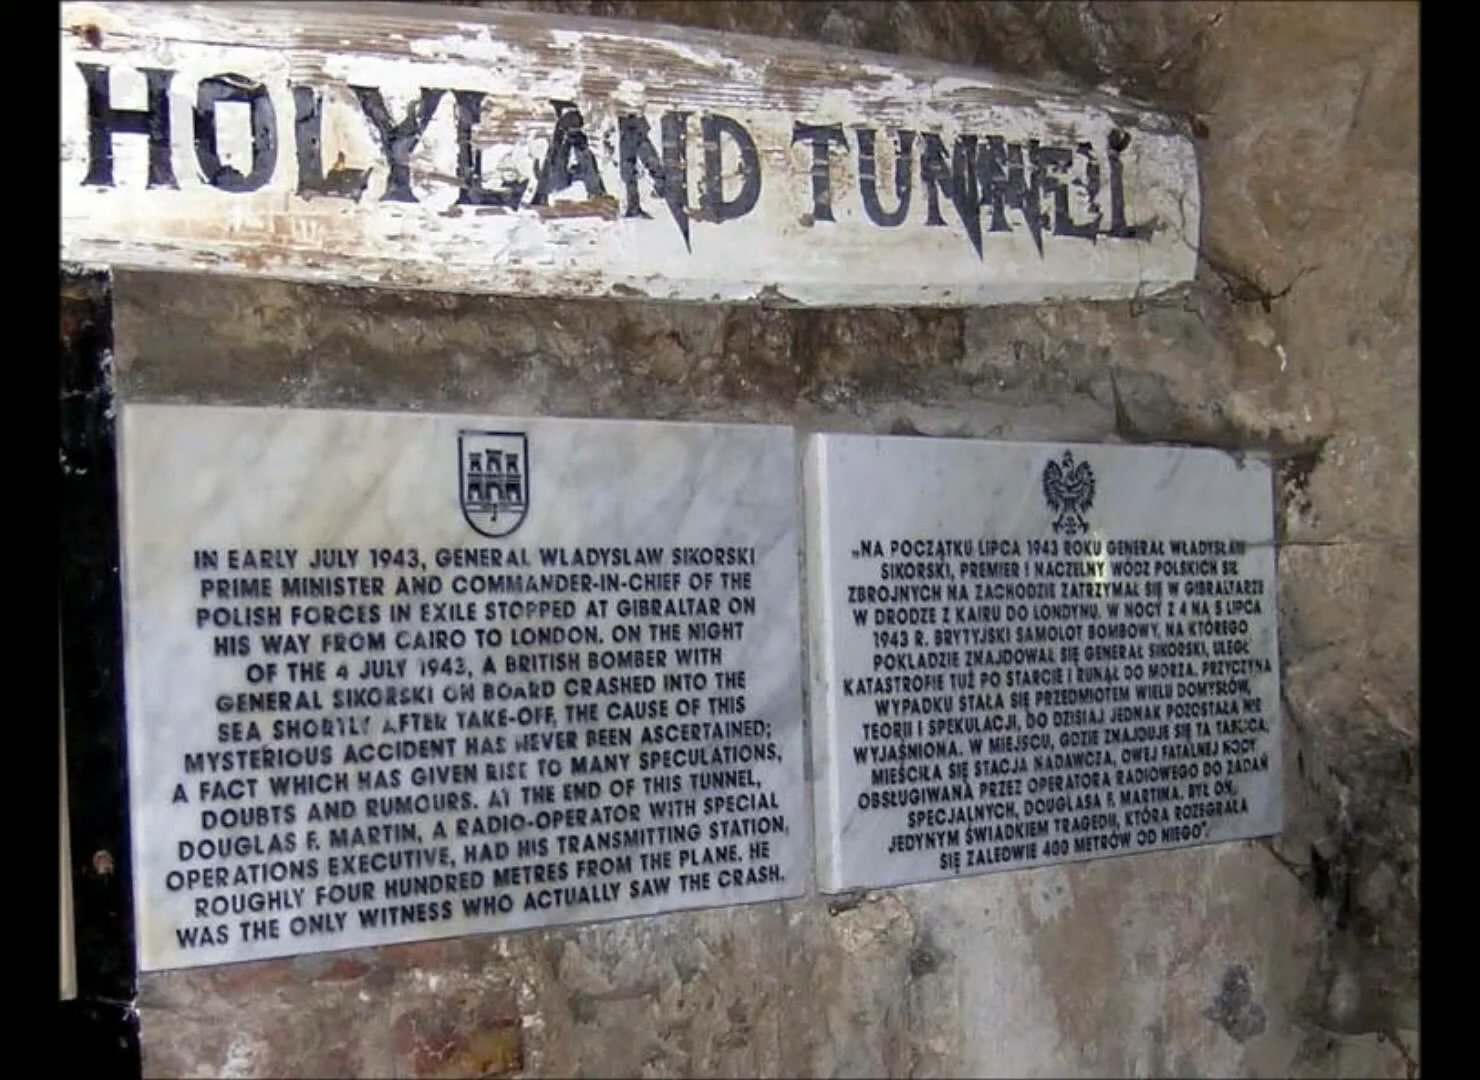 HOLYLAND TUNNEL
IN EARLY JULY 1943, GENERAL WLADYSLAW SIKORSKI
PRIME MINISTER AND COMMANDER-IN-CHIEF OF THE
POLISH FORCES IN EXILE STOPPED AT GIBRALTAR ON
HIS WAY FROM CAIRO TO LONDON. ON THE NIGHT
OF THE 4 JULY 1943, A BRITISH BOMBER WITH
GENERAL SIKORSKI ON BOARD CRASHED INTO THE
SEA SHORTLY AFTER TAKE-OFF, THE CAUSE OF THIS
MYSTERIOUS ACCIDENT HAS NEVER BEEN ASCERTAINED;
A FACT WHICH HAS GIVEN RISE TO MANY SPECULATIONS,
DOUBTS AND RUMOURS. AT THE END OF THIS TUNNEL,
DOUGLAS F. MARTIN, A RADIO-OPERATOR WITH SPECIAL
OPERATIONS EXECUTIVE, HAD HIS TRANSMITTING STATION,
ROUGHLY FOUR HUNDRED METRES FROM THE PLANE. HE
WAS THE ONLY WITNESS WHO ACTUALLY SAW THE CRASH.
„NA POCZĄTKU LIPCA 1943 ROKU GENERAŁ WŁADYSŁAW
SIKORSKI, PREMIER I NACZELNY WÓDZ POLSKICH SIŁ
ZBROJNYCH NA ZACHODZIE ZATRZYMAŁ SIĘ W GIBRALTARZE
W DRODZE Z KAIRU DO LONDYNU. W NOCY Z 4 NA 5 LIPCA
1943 R. BRYTYJSKI SAMOLOT BOMBOWY, NA KTÓREGO
POKŁADZIE ZNAJDOWAŁ SIĘ GENERAŁ SIKORSKI, ULEGŁ
KATASTROFIE TUŻ PO STARCIE I RUNĄŁ DO MORZA. PRZYCZYNA
WYPADKU STAŁA SIĘ PRZEDMIOTEM WIELU DOMYSŁÓW,
TEORII I SPEKULACJI, DO DZISIAJ JEDNAK POZOSTAŁA NIE
WYJAŚNIONA. W MIEJSCU, GDZIE ZNAJDUJE SIĘ TA TABLICA,
MIEŚCIŁA SIĘ STACJA NADAWCZA, OWEJ FATALNEJ NOCY
OBSŁUGIWANA PRZEZ OPERATORA RADIOWEGO DO ZADAŃ
SPECJALNYCH, DOUGLASA F. MARTINA. BYŁ ON,
JEDYNYM ŚWIADKIEM TRAGEDII, KTÓRA ROZEGRAŁA
SIĘ ZALEDWIE 400 METRÓW OD NIEGO".